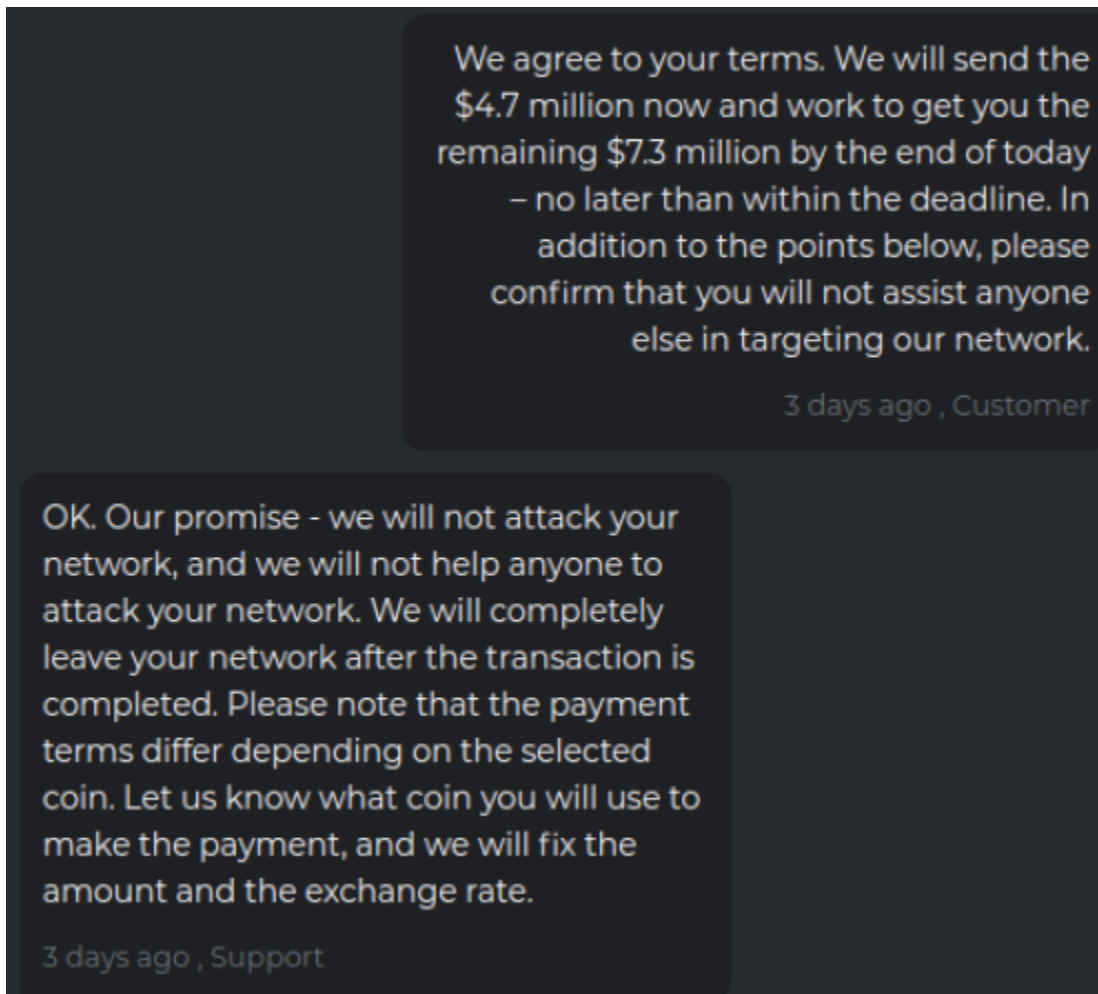 We agree to your terms. We will send the
$4.7 million now and work to get you the
remaining $7.3 million by the end of today
– no later than within the deadline. In
addition to the points below, please
confirm that you will not assist anyone
else in targeting our network.
3 days ago , Customer
OK. Our promise - we will not attack your
network, and we will not help anyone to
attack your network. We will completely
leave your network after the transaction is
completed. Please note that the payment
terms differ depending on the selected
coin. Let us know what coin you will use to
make the payment, and we will fix the
amount and the exchange rate.
3 days ago , Support